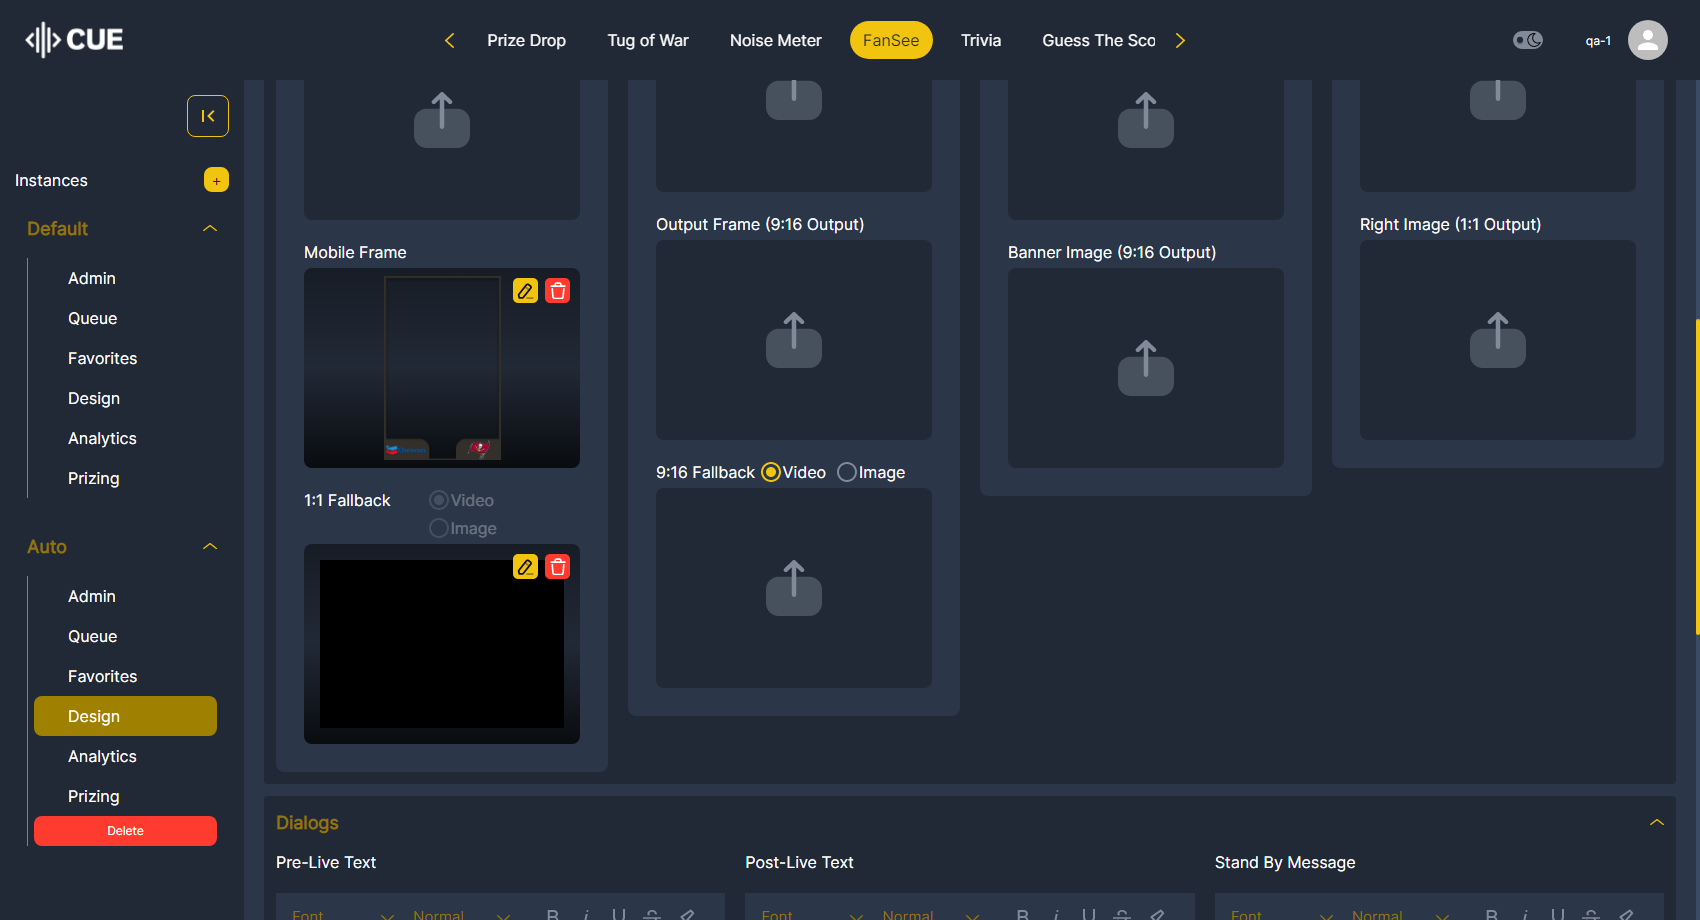 CUE
Prize Drop
Tug of War
Noise Meter
FanSee
Trivia
Guess The Sco
qa-1
Instances
+
Default
Admin
Queue
Favorites
Design
Analytics
Prizing
Auto
Admin
Queue
Favorites
Design
Analytics
Prizing
Delete
Mobile Frame
1:1 Fallback
Video
Image
Output Frame (9:16 Output)
9:16 Fallback Video Image
Banner Image (9:16 Output)
Right Image (1:1 Output)
Dialogs
Pre-Live Text
Font Normal B i U S
Post-Live Text
Font Normal B i U S
Stand By Message
Font Normal B i U S